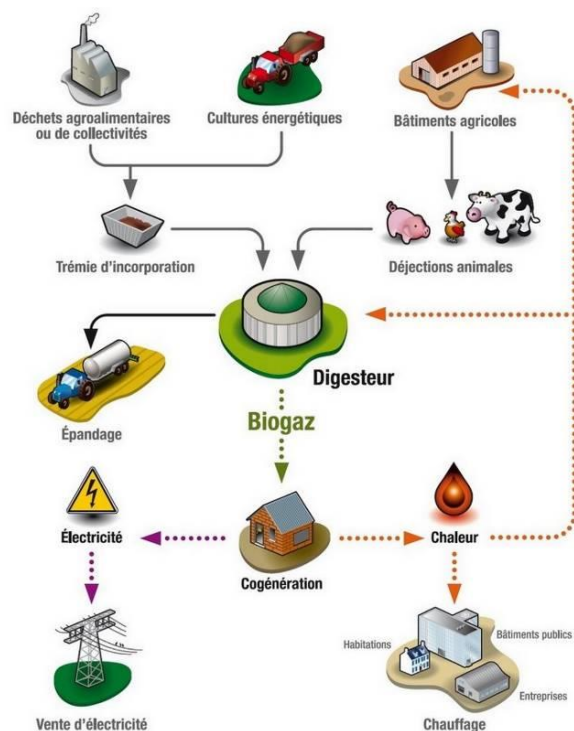 Déchets agroalimentaires
ou de collectivités
Cultures énergétiques
Bâtiments agricoles
Trémie d'incorporation
Déjections animales
Digesteur
Épandage
Biogaz
Électricité
Cogénération
Chaleur
Habitations
Bâtiments publics
Entreprises
Vente d'électricité
Chauffage